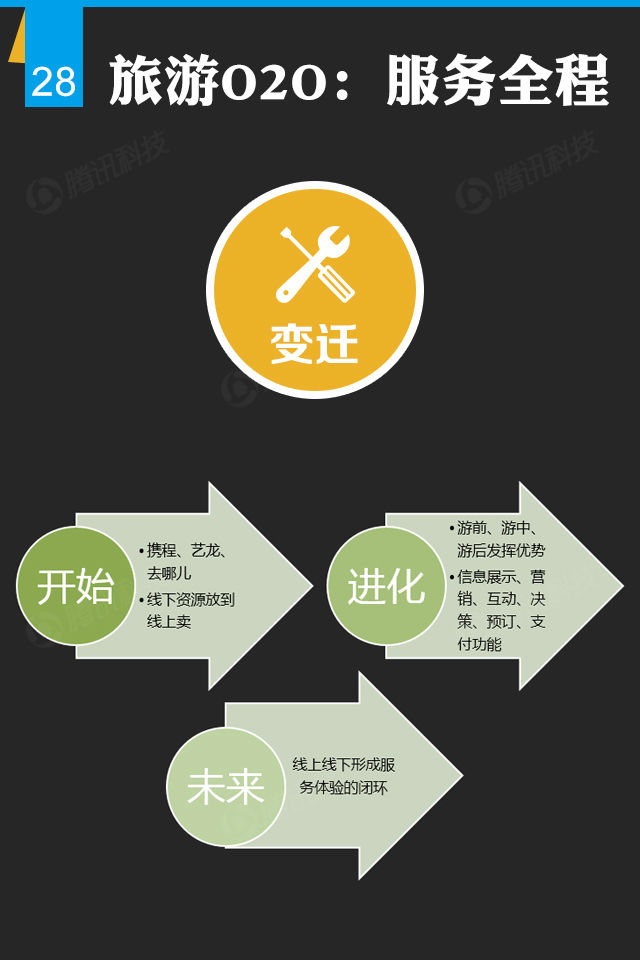 28
旅游O2O：服务全程
腾讯科技
腾讯科技
变迁
开始
• 携程、艺龙、
去哪儿
• 线下资源放到
线上卖
进化
• 游前、游中、
游后发挥优势
• 信息展示、营
销、互动、决
策、预订、支
付功能
未来
线上线下形成服
务体验的闭环